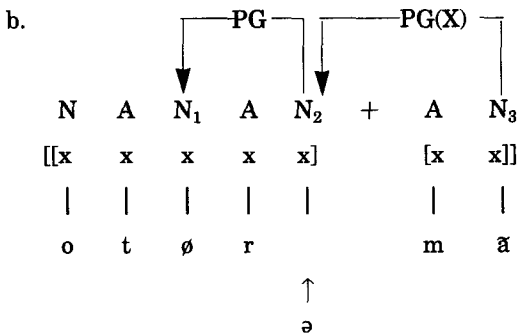 b. PG PG(X)
N A N₁ A N₂ + A N₃
[[x x x x x] [x x]]
| | | | | | |
o t ø r m ã
↑
ə